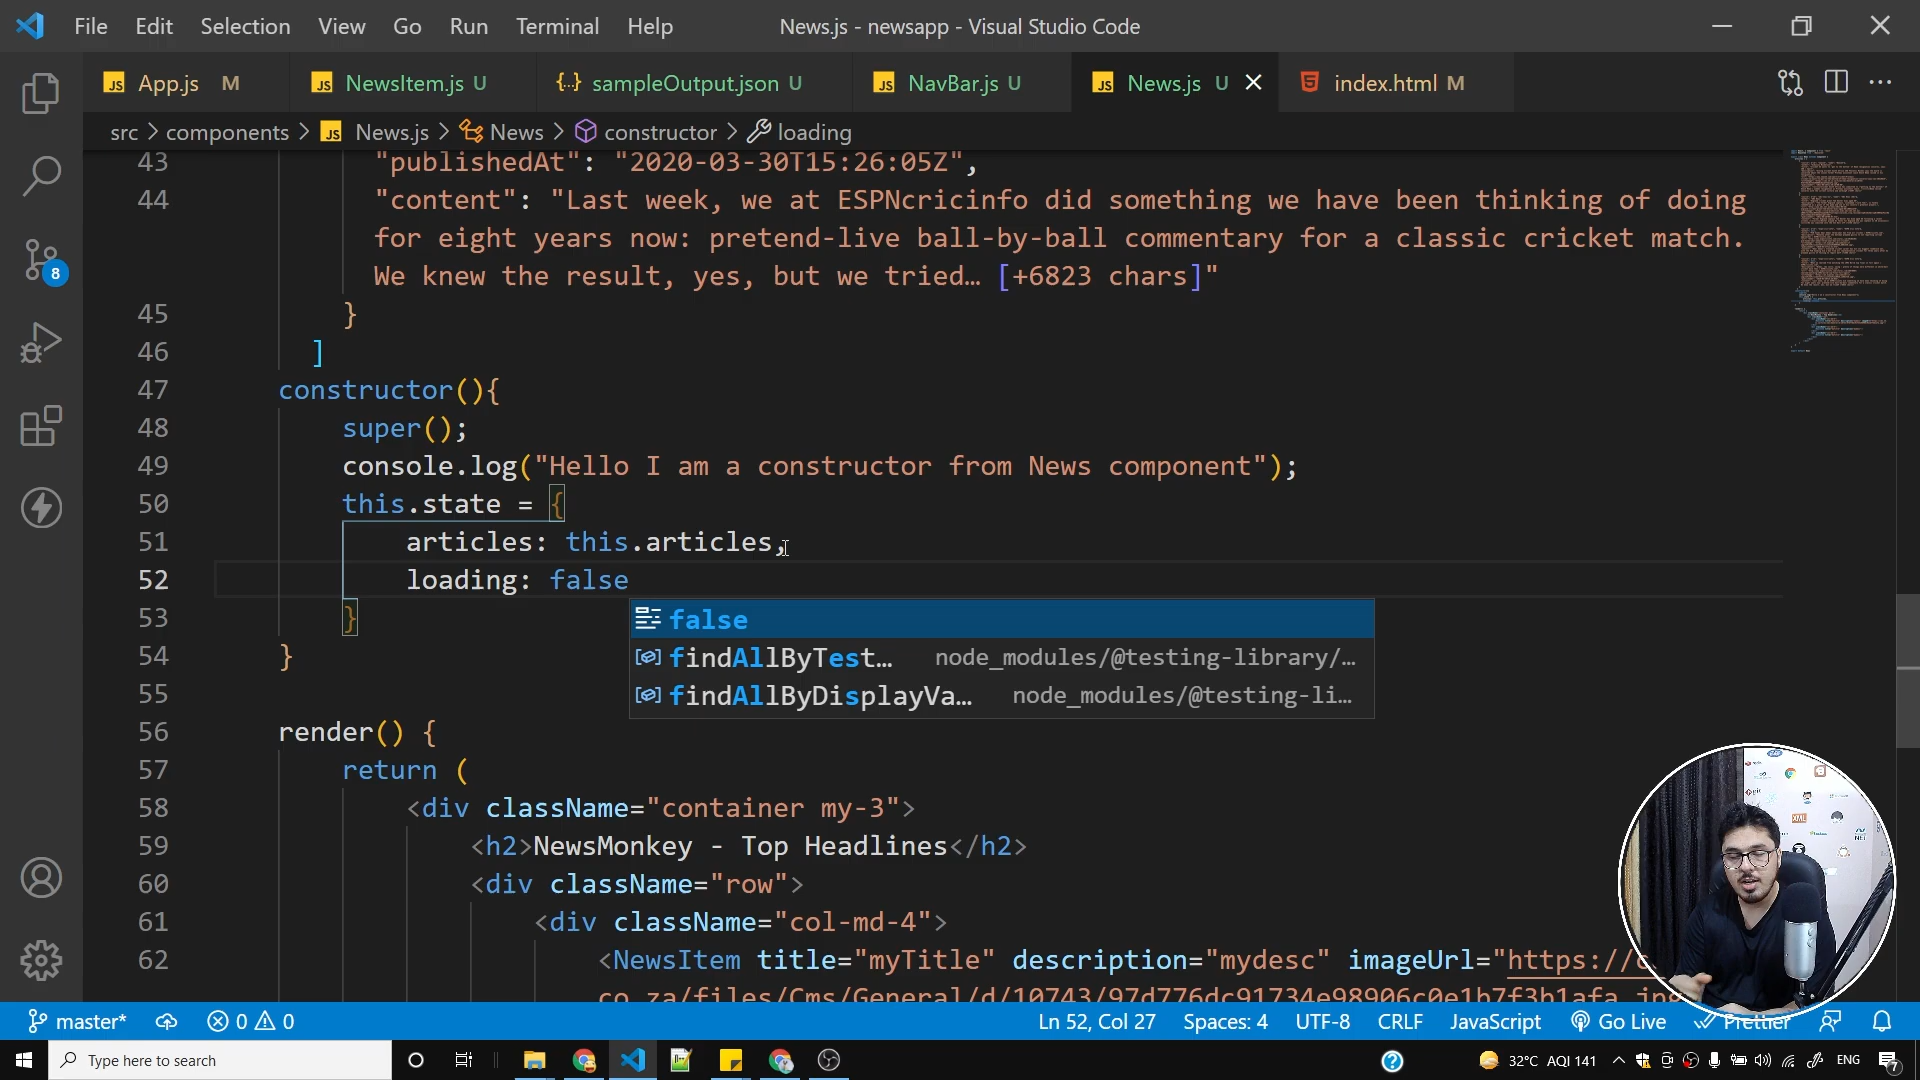 File Edit Selection View Go Run Terminal Help News.js - newsapp - Visual Studio Code
JS App.js M JS NewsItem.js U {··} sampleOutput.json U JS NavBar.js U JS News.js U index.html M
src > components > JS News.js > News > constructor > loading
43 "publishedAt": "2020-03-30T15:26:05Z",
44 "content": "Last week, we at ESPNcricinfo did something we have been thinking of doing
for eight years now: pretend-live ball-by-ball commentary for a classic cricket match.
We knew the result, yes, but we tried… [+6823 chars]"
45 }
46 ]
47 constructor(){
48 super();
49 console.log("Hello I am a constructor from News component");
50 this.state = {
51 articles: this.articles,
52 loading: false
53 }
false
54 }
findAllByTest… node_modules/@testing-library/…
55
findAllByDisplayVa… node_modules/@testing-li…
56 render() {
57 return (
58 <div className="container my-3">
59 <h2>NewsMonkey - Top Headlines</h2>
60 <div className="row">
61 <div className="col-md-4">
62 <NewsItem title="myTitle" description="mydesc" imageUrl="https://c
co.za/files/Cms/General/d/10743/97d776dc91734e98906c0e1b7f3b1afa.jpg
8
master* 0 0 Ln 52, Col 27 Spaces: 4 UTF-8 CRLF JavaScript Go Live Prettier
Type here to search 32°C AQI 141 ENG 7